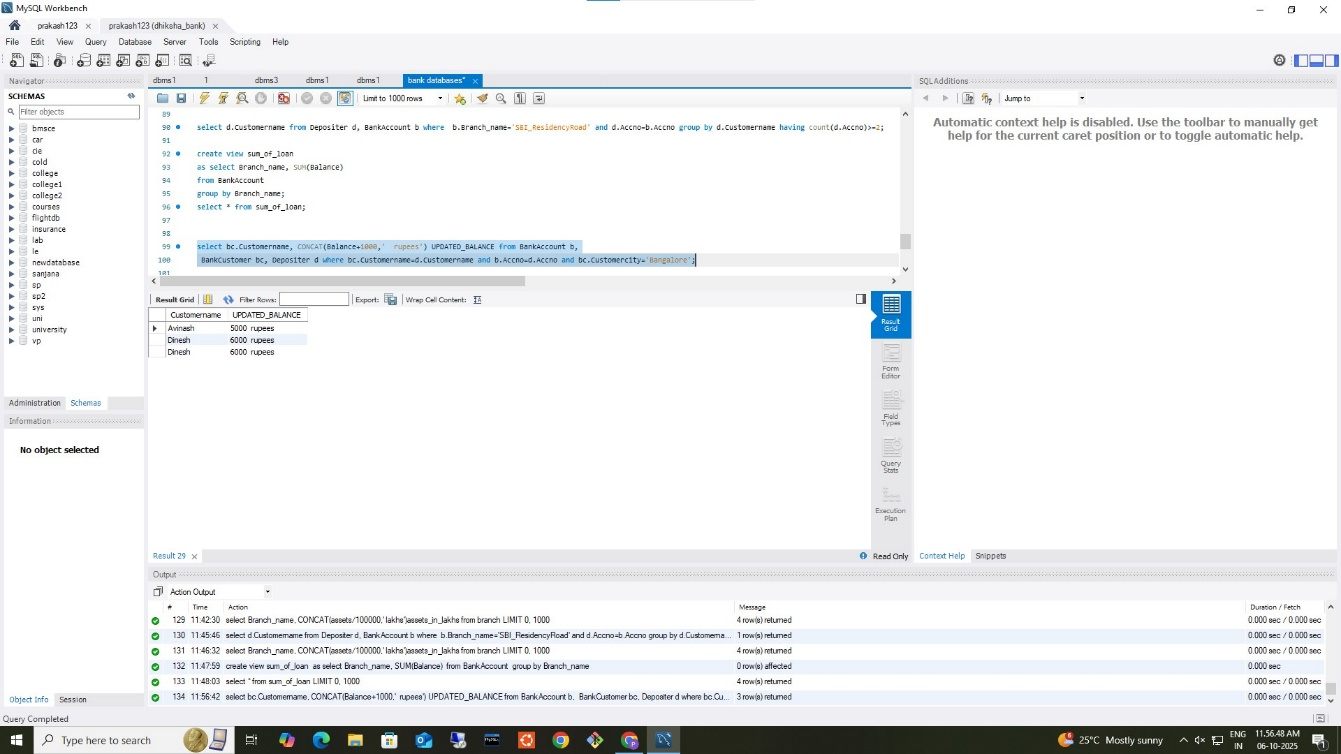 MySQL Workbench
prakash123
prakash123 (dhiksha_bank)
File Edit View Query Database Server Tools Scripting Help
Navigator
SCHEMAS
Filter objects
bmsce
car
cie
cold
college
college1
college2
courses
flightdb
insurance
lab
le
newdatabase
sanjana
sp
sp2
sys
uni
university
vp
Administration Schemas
Information
No object selected
Object Info Session
dbms1 1 dbms3 dbms1 dbms1 bank databases*
Limit to 1000 rows
89
90 select d.Customername from Depositer d, BankAccount b where b.Branch_name='SBI_ResidencyRoad' and d.Accno=b.Accno group by d.Customername having count(d.Accno)>=2;
91
92 create view sum_of_loan
93 as select Branch_name, SUM(Balance)
94 from BankAccount
95 group by Branch_name;
96 select * from sum_of_loan;
97
98
99 select bc.Customername, CONCAT(Balance+1000,' rupees') UPDATED_BALANCE from BankAccount b,
100 BankCustomer bc, Depositer d where bc.Customername=d.Customername and b.Accno=d.Accno and bc.Customercity='Bangalore';
101
Result Grid Filter Rows: Export: Wrap Cell Content:
Customername UPDATED_BALANCE
Avinash 5000 rupees
Dinesh 6000 rupees
Dinesh 6000 rupees
Result Grid
Form Editor
Field Types
Query Stats
Execution Plan
Result 29
Read Only
SQLAdditions
Jump to
Automatic context help is disabled. Use the toolbar to manually get
help for the current caret position or to toggle automatic help.
Context Help Snippets
Output
Action Output
# Time Action Message Duration / Fetch
129 11:42:30 select Branch_name, CONCAT(assets/100000,' lakhs')assets_in_lakhs from branch LIMIT 0, 1000 4 row(s) returned 0.000 sec / 0.000 sec
130 11:45:46 select d.Customername from Depositer d, BankAccount b where b.Branch_name='SBI_ResidencyRoad' and d.Accno=b.Accno group by d.Customerna... 1 row(s) returned 0.000 sec / 0.000 sec
131 11:46:32 select Branch_name, CONCAT(assets/100000,' lakhs')assets_in_lakhs from branch LIMIT 0, 1000 4 row(s) returned 0.000 sec / 0.000 sec
132 11:47:59 create view sum_of_loan as select Branch_name, SUM(Balance) from BankAccount group by Branch_name 0 row(s) affected 0.000 sec
133 11:48:03 select * from sum_of_loan LIMIT 0, 1000 4 row(s) returned 0.000 sec / 0.000 sec
134 11:56:42 select bc.Customername, CONCAT(Balance+1000,' rupees') UPDATED_BALANCE from BankAccount b, BankCustomer bc, Depositer d where bc.Cu... 3 row(s) returned 0.000 sec / 0.000 sec
Query Completed
Type here to search
25°C Mostly sunny
ENG
IN
11:56:48 AM
06-10-2025